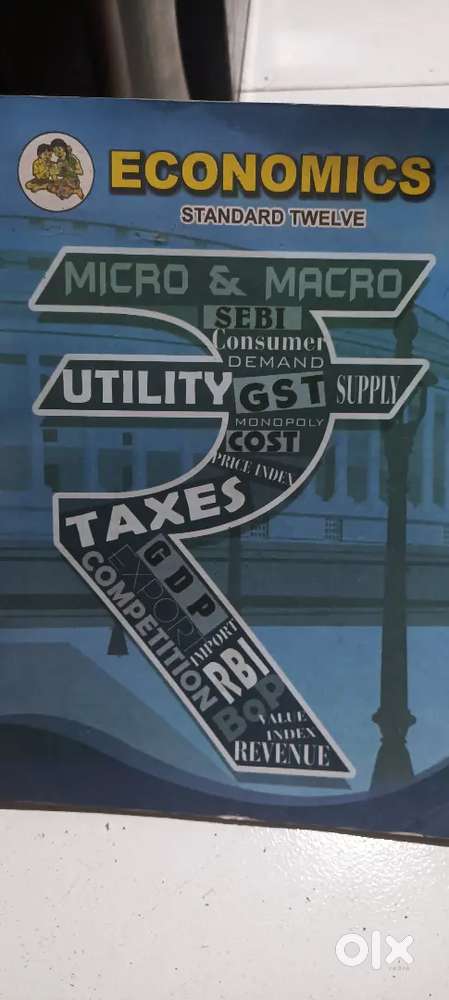 ECONOMICS
STANDARD TWELVE
MICRO & MACRO
SEBI
Consumer
DEMAND
UTILITY GST SUPPLY
MONOPOLY
COST
PRICE INDEX
TAXES
GDP
EXPORT
COMPETITION
IMPORT
RBI
BOP
VALUE
INDEX
REVENUE
olx
india